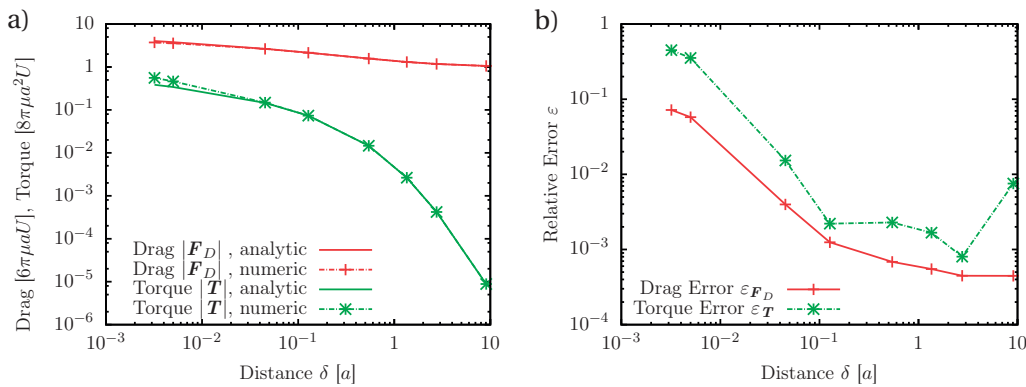 a)
Drag [6πμaU], Torque [8πμa²U]
10
1
10⁻¹
10⁻²
10⁻³
10⁻⁴
10⁻⁵
10⁻⁶
Drag |F_D| , analytic
Drag |F_D| , numeric
Torque |T|, analytic
Torque |T|, numeric
10⁻³ 10⁻² 10⁻¹ 1 10
Distance δ [a]
b)
Relative Error ε
1
10⁻¹
10⁻²
10⁻³
10⁻⁴
Drag Error ε_{F_D}
Torque Error ε_T
10⁻³ 10⁻² 10⁻¹ 1 10
Distance δ [a]